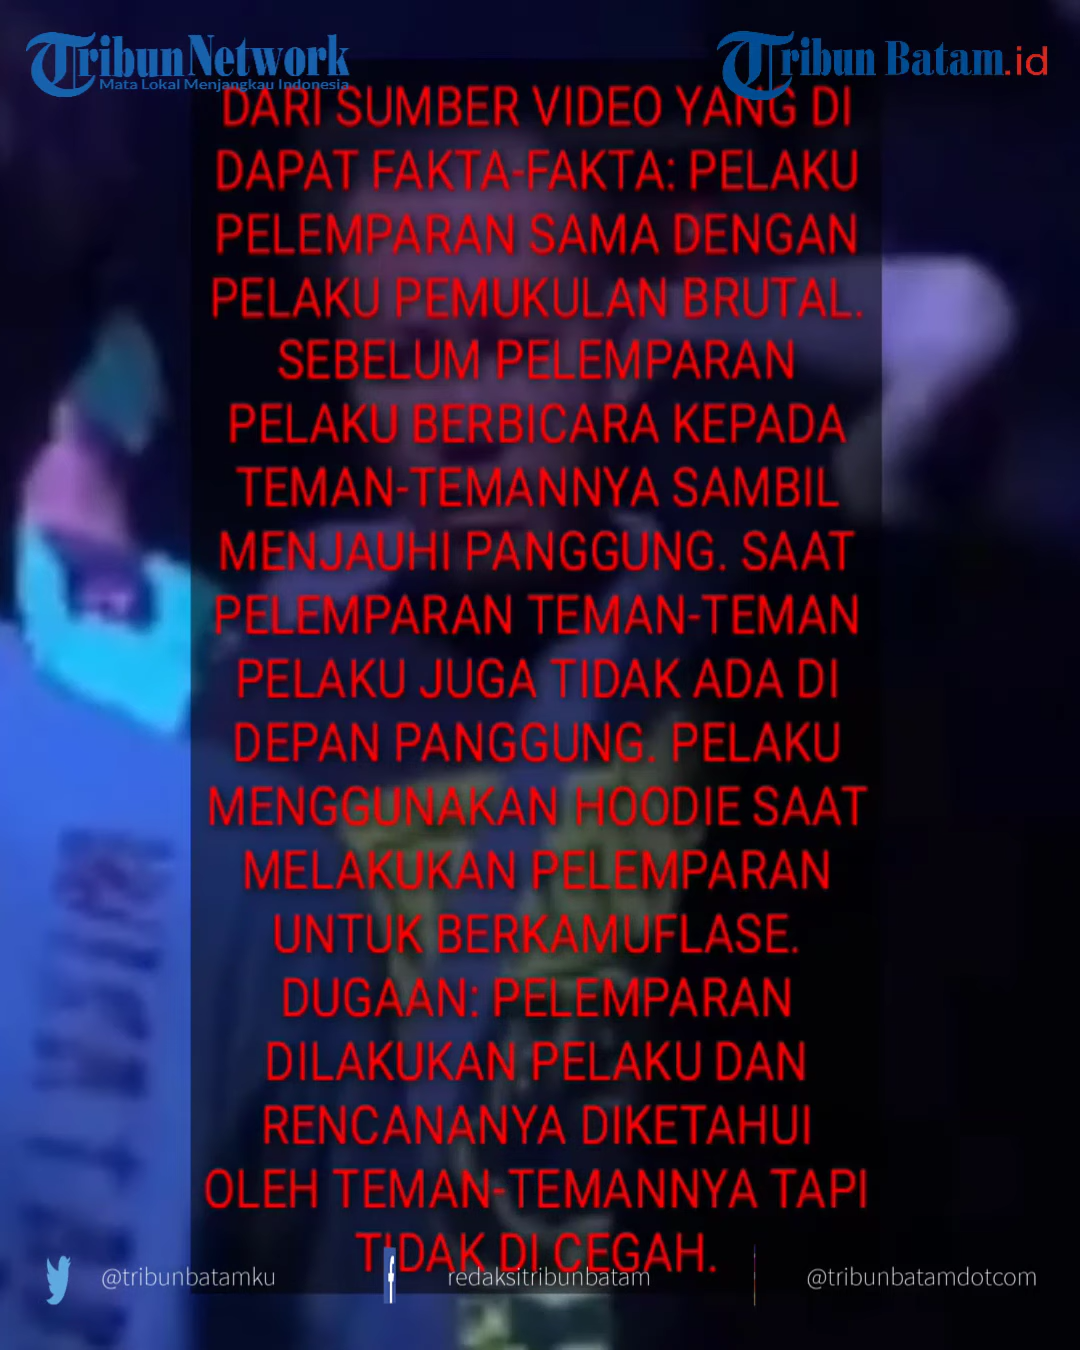 Tribun Network
Mata Lokal Menjangkau Indonesia
Tribun Batam.id
DARI SUMBER VIDEO YANG DI
DAPAT FAKTA-FAKTA: PELAKU
PELEMPARAN SAMA DENGAN
PELAKU PEMUKULAN BRUTAL.
SEBELUM PELEMPARAN
PELAKU BERBICARA KEPADA
TEMAN-TEMANNYA SAMBIL
MENJAUHI PANGGUNG. SAAT
PELEMPARAN TEMAN-TEMAN
PELAKU JUGA TIDAK ADA DI
DEPAN PANGGUNG. PELAKU
MENGGUNAKAN HOODIE SAAT
MELAKUKAN PELEMPARAN
UNTUK BERKAMUFLASE.
DUGAAN: PELEMPARAN
DILAKUKAN PELAKU DAN
RENCANANYA DIKETAHUI
OLEH TEMAN-TEMANNYA TAPI
TIDAK DI CEGAH.
@tribunbatamku
redaksitribunbatam
@tribunbatamdotcom